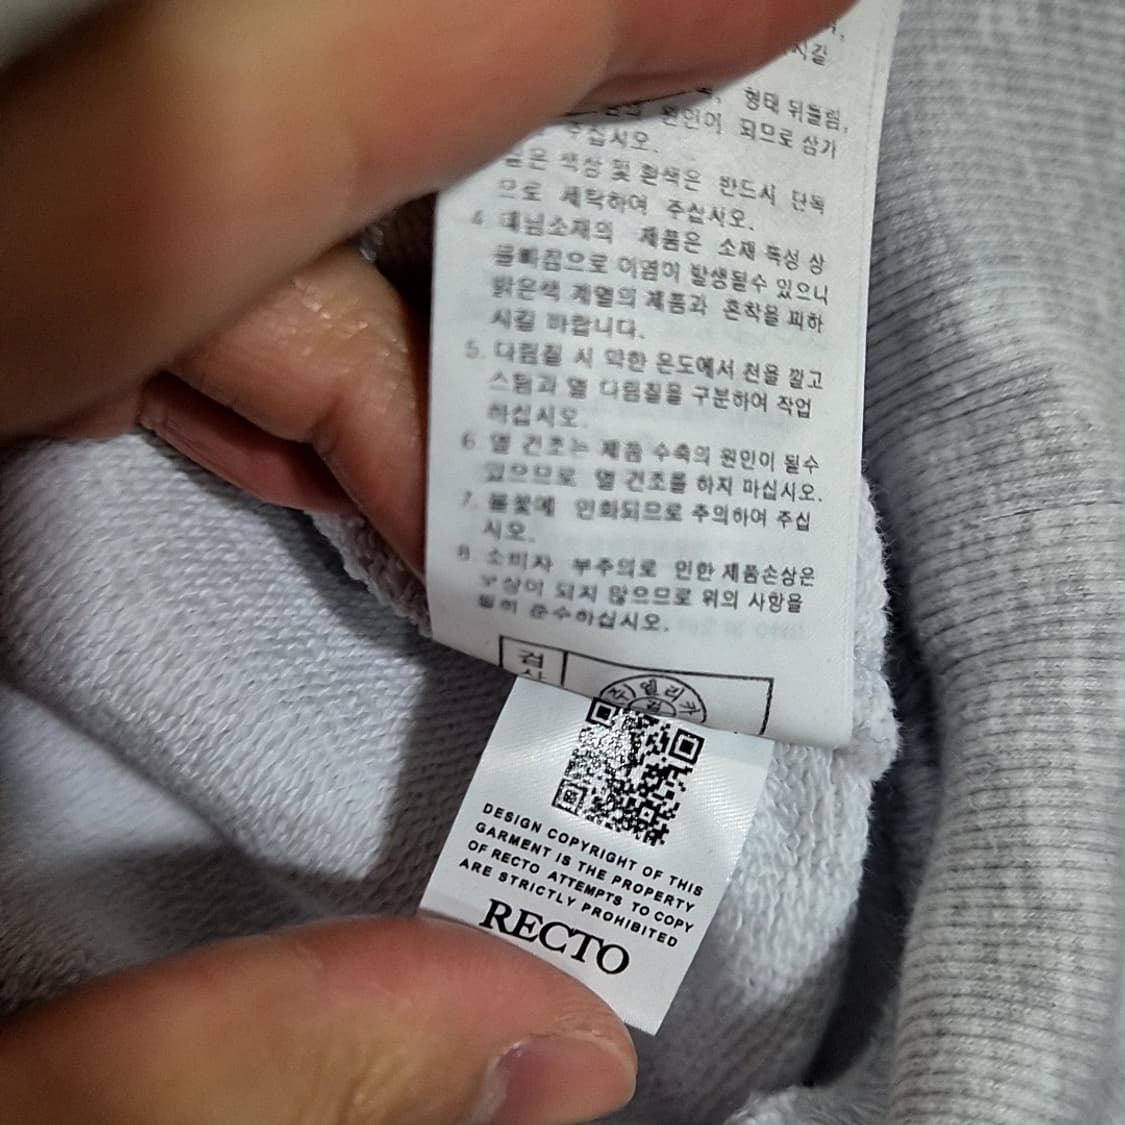 시킬
형태 뒤틀림,
원인이 되므로 삼가
주십시오.
짙은 색상 및 흰색은 반드시 단독
으로 세탁하여 주십시오.
4. 데님소재의 제품은 소재 특성 상
물빠짐으로 이염이 발생될수 있으니
밝은색 계열의 제품과 혼착을 피하
시길 바랍니다.
5. 다림질 시 약한 온도에서 천을 깔고
스팀과 열 다림질을 구분하여 작업
하십시오.
6. 열 건조는 제품 수축의 원인이 될수
있으므로 열 건조를 하지 마십시오.
7. 불꽃에 인화되므로 주의하여 주십
시오.
8. 소비자 부주의로 인한 제품손상은
보상이 되지 않으므로 위의 사항을
필히 준수하십시오.
검
DESIGN COPYRIGHT OF THIS
GARMENT IS THE PROPERTY
OF RECTO ATTEMPTS TO COPY
ARE STRICTLY PROHIBITED
RECTO